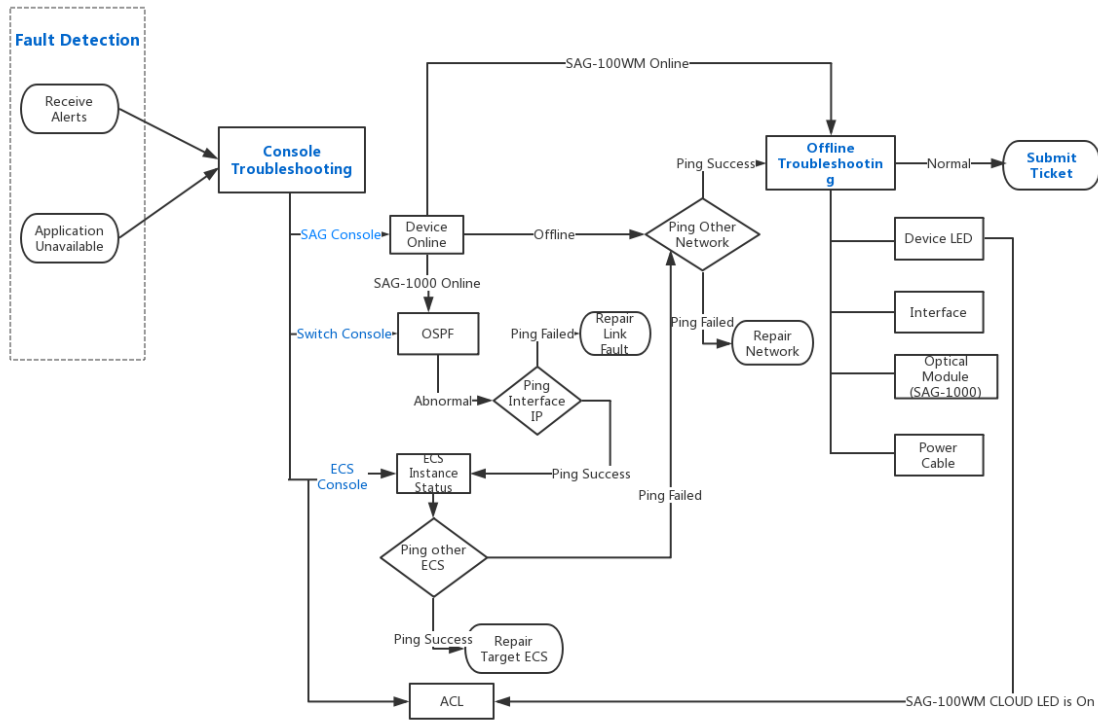 Fault Detection
Receive
Alerts
Application
Unavailable
Console
Troubleshooting
SAG-100WM Online
SAG Console
Device
Online
Offline
Ping Other
Network
Ping Success
Offline
Troubleshootin
g
Normal
Submit
Ticket
SAG-1000 Online
Switch Console
OSPF
Ping Failed
Repair
Link
Fault
Ping Failed
Repair
Network
Device LED
Interface
Optical
Module
(SAG-1000)
Power
Cable
Abnormal
Ping
Interface
IP
Ping Success
ECS
Console
ECS
Instance
Status
Ping Failed
Ping other
ECS
Ping Success
Repair
Target ECS
ACL
SAG-100WM CLOUD LED is On